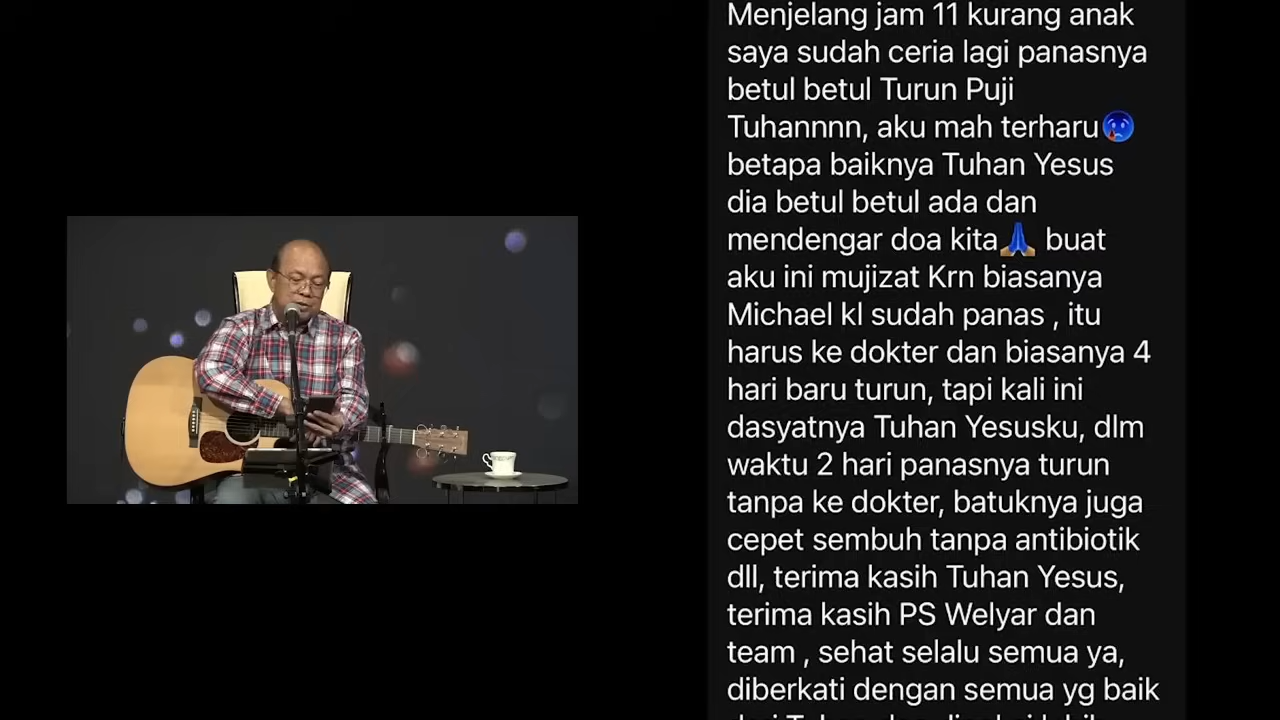 Menjelang jam 11 kurang anak
saya sudah ceria lagi panasnya
betul betul Turun Puji
Tuhannnn, aku mah terharu😢
betapa baiknya Tuhan Yesus
dia betul betul ada dan
mendengar doa kita🙏 buat
aku ini mujizat Krn biasanya
Michael kl sudah panas , itu
harus ke dokter dan biasanya 4
hari baru turun, tapi kali ini
dasyatnya Tuhan Yesusku, dlm
waktu 2 hari panasnya turun
tanpa ke dokter, batuknya juga
cepet sembuh tanpa antibiotik
dll, terima kasih Tuhan Yesus,
terima kasih PS Welyar dan
team , sehat selalu semua ya,
diberkati dengan semua yg baik